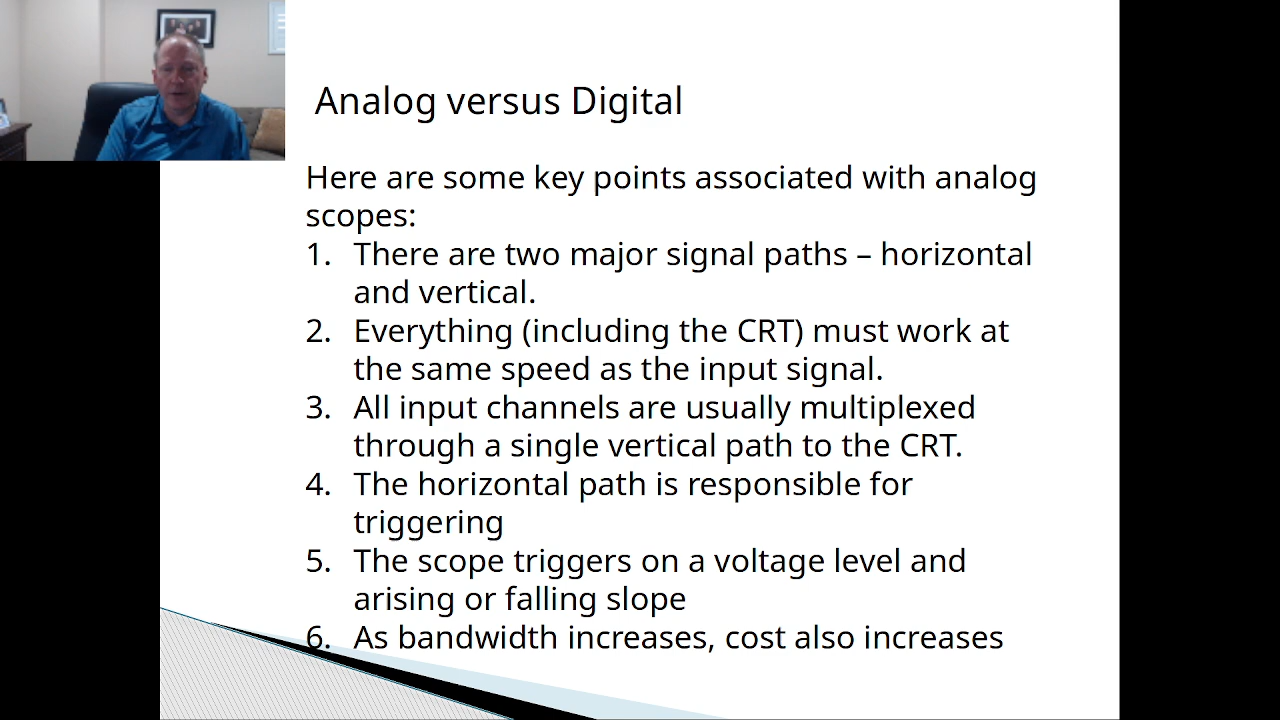 Analog versus Digital
Here are some key points associated with analog
scopes:
1. There are two major signal paths – horizontal
and vertical.
2. Everything (including the CRT) must work at
the same speed as the input signal.
3. All input channels are usually multiplexed
through a single vertical path to the CRT.
4. The horizontal path is responsible for
triggering
5. The scope triggers on a voltage level and
arising or falling slope
6. As bandwidth increases, cost also increases